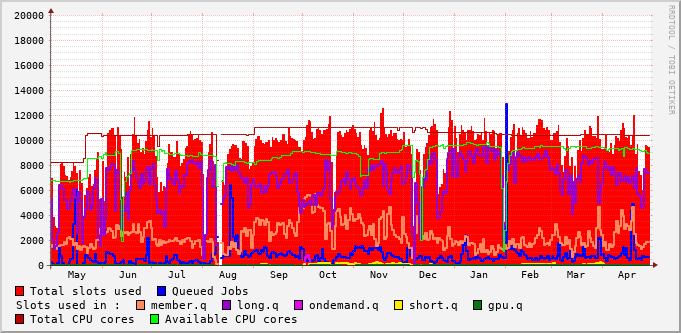 20000
18000
16000
14000
12000
10000
8000
6000
4000
2000
0
May Jun Jul Aug Sep Oct Nov Dec Jan Feb Mar Apr
RRDTOOL / TOBI OETIKER
Total slots used Queued Jobs
Slots used in : member.q long.q ondemand.q short.q gpu.q
Total CPU cores Available CPU cores